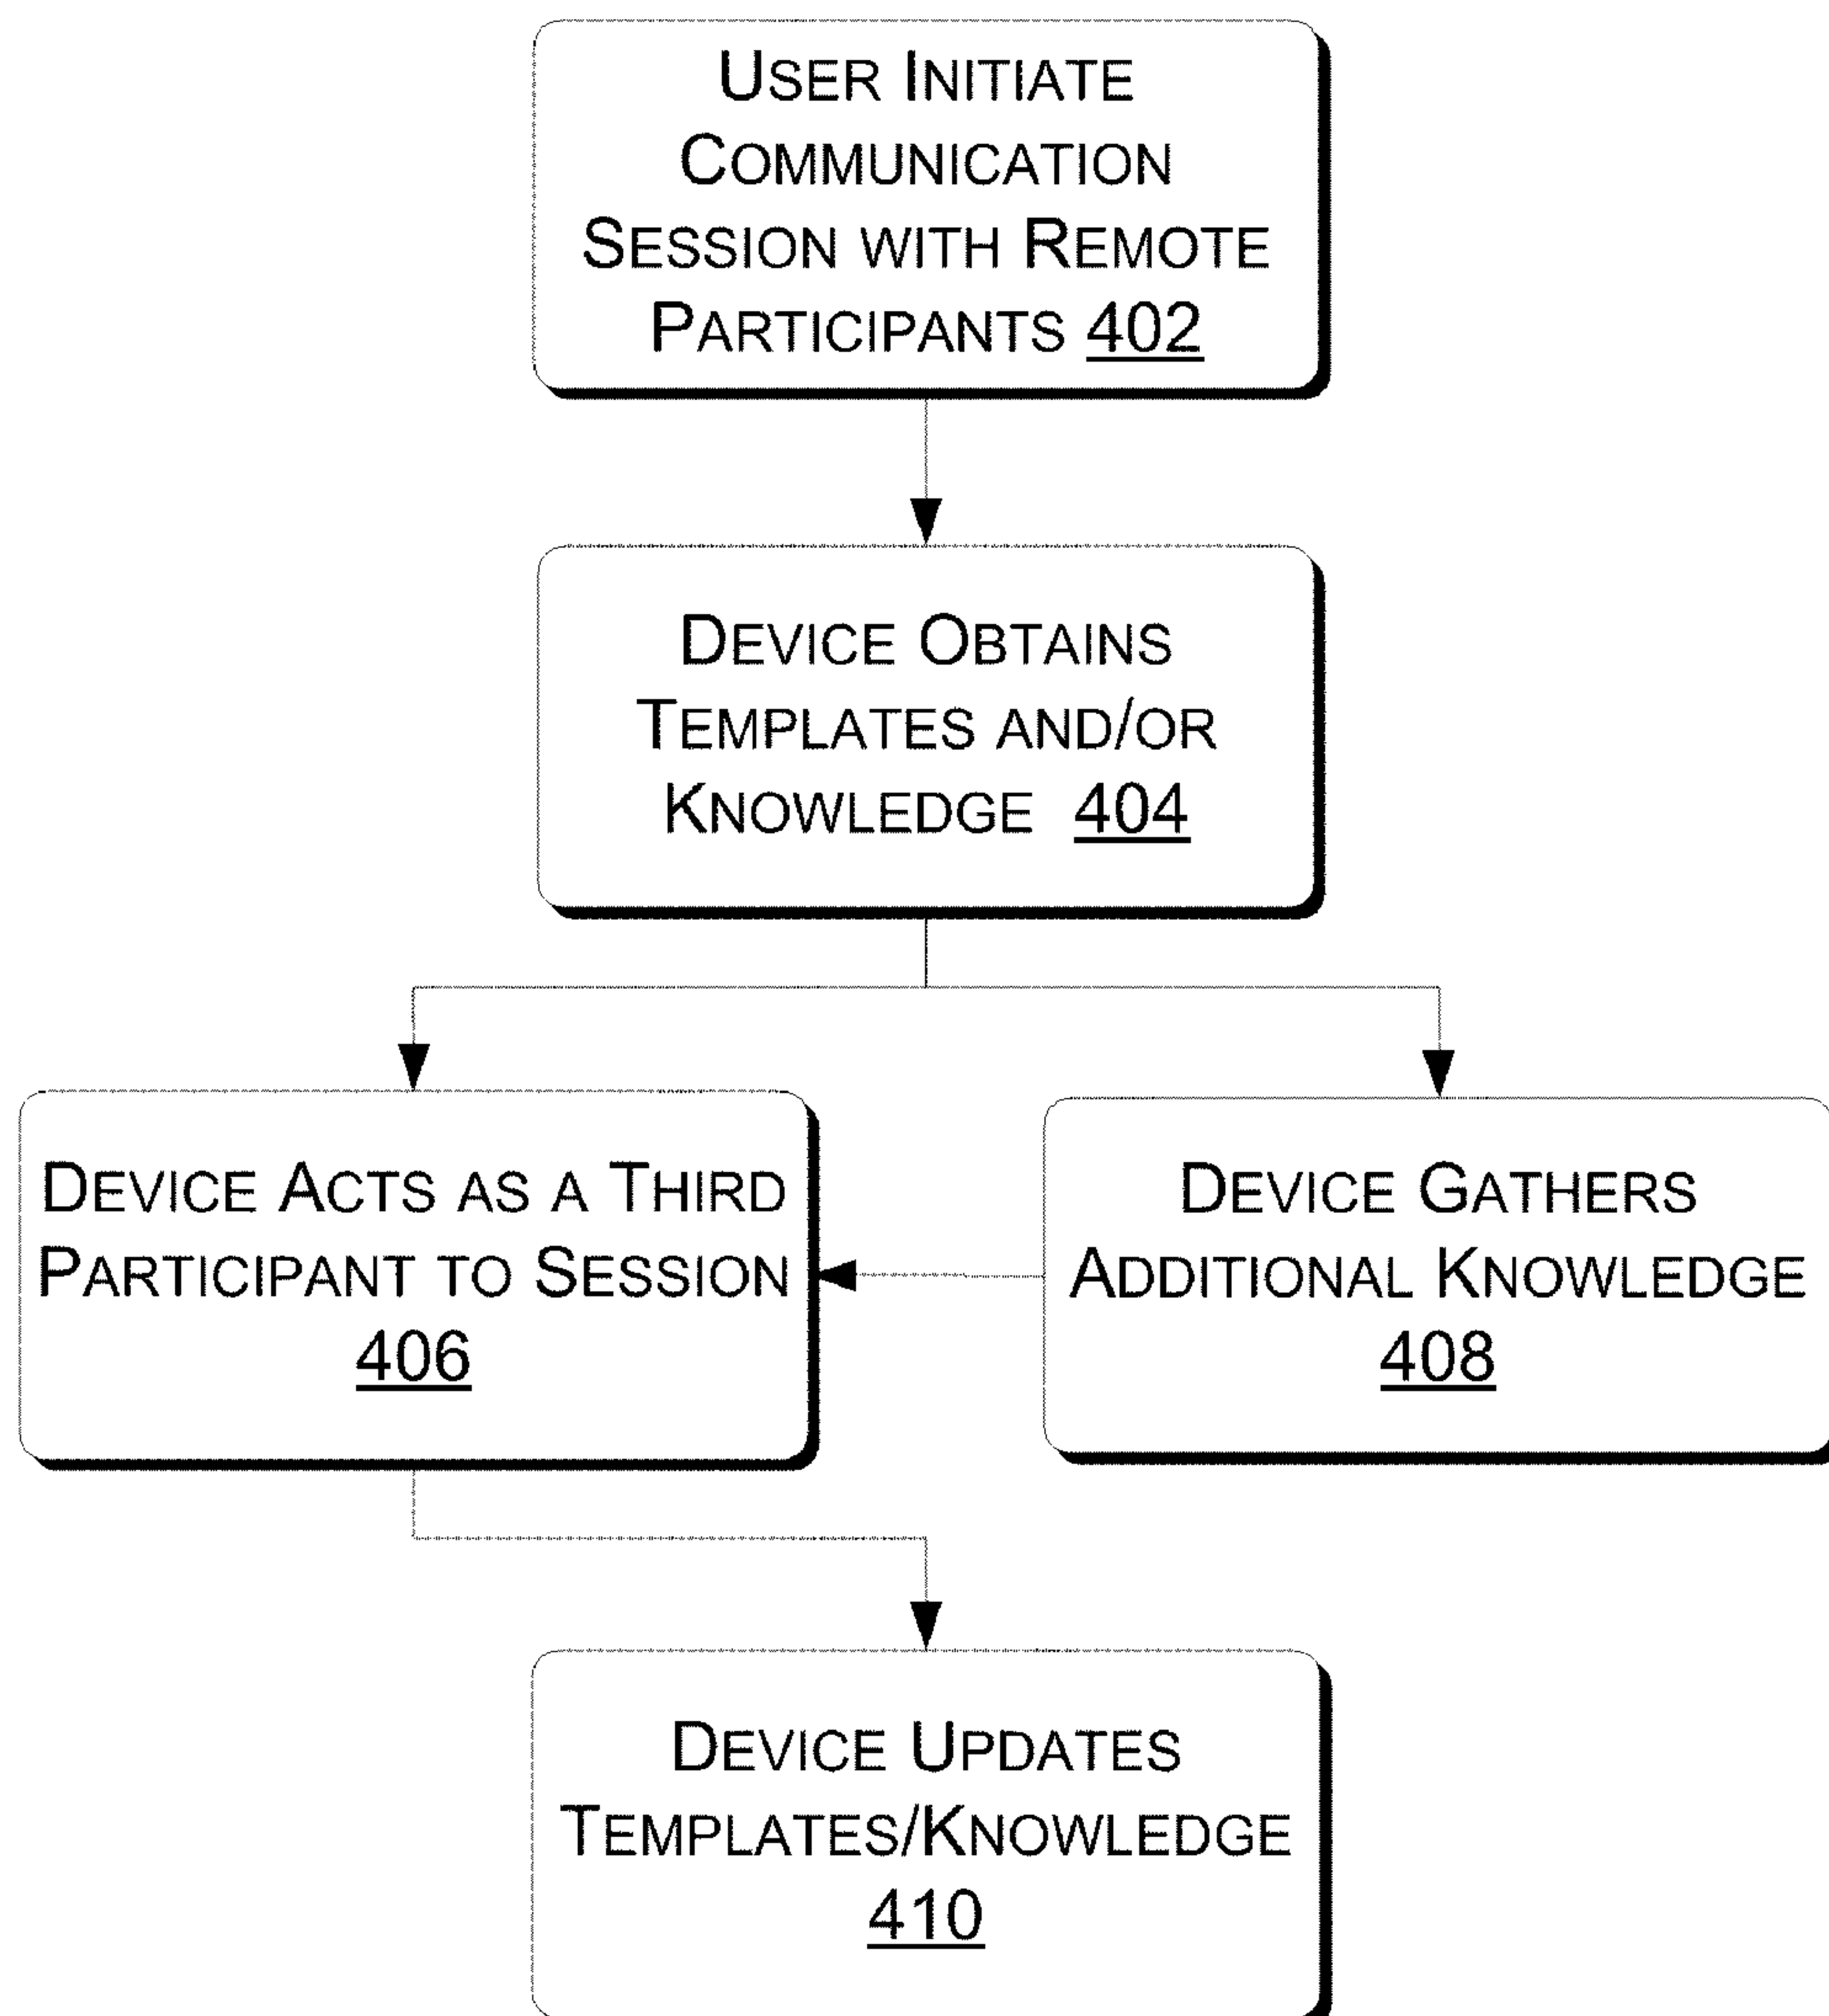 USER INITIATE
COMMUNICATION
SESSION WITH REMOTE
PARTICIPANTS 402
DEVICE OBTAINS
TEMPLATES AND/OR
KNOWLEDGE 404
DEVICE ACTS AS A THIRD
PARTICIPANT TO SESSION
406
DEVICE GATHERS
ADDITIONAL KNOWLEDGE
408
DEVICE UPDATES
TEMPLATES/KNOWLEDGE
410